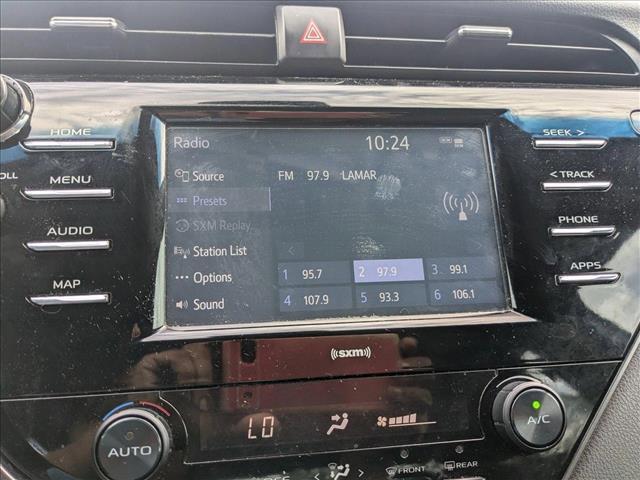 HOME
MENU
AUDIO
MAP
Radio 10:24
Source FM 97.9 LAMAR
Presets
SXM Replay
Station List
Options
Sound
1 95.7 2 97.9 3 99.1
4 107.9 5 93.3 6 106.1
SEEK >
< TRACK
PHONE
APPS
((sxm))
LO
AUTO
A/C
FRONT
REAR